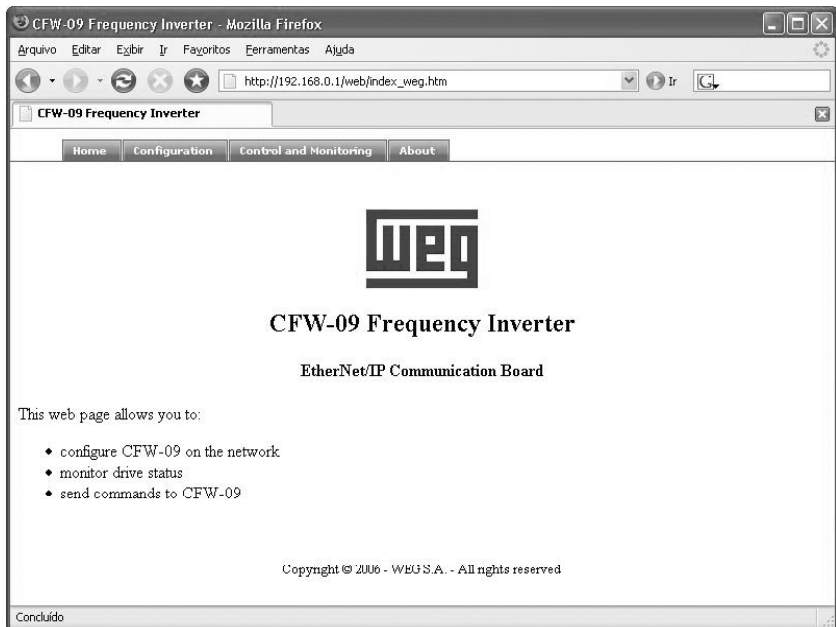 CFW-09 Frequency Inverter - Mozilla Firefox
Arquivo Editar Exibir Ir Favoritos Ferramentas Ajuda
http://192.168.0.1/web/index_weg.htm Ir G
CFW-09 Frequency Inverter
Home Configuration Control and Monitoring About
weg
CFW-09 Frequency Inverter
EtherNet/IP Communication Board
This web page allows you to:
• configure CFW-09 on the network
• monitor drive status
• send commands to CFW-09
Copyright © 2006 - WEG S.A. - All rights reserved
Concluído